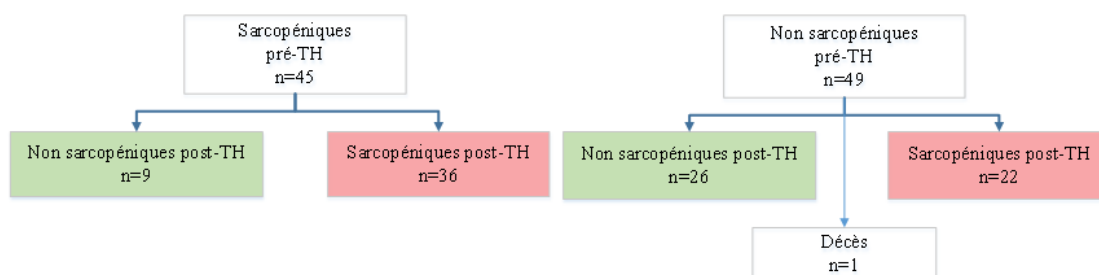 Sarcopéniques
pré-TH
n=45
Non sarcopéniques post-TH
n=9
Sarcopéniques post-TH
n=36
Non sarcopéniques
pré-TH
n=49
Non sarcopéniques post-TH
n=26
Sarcopéniques post-TH
n=22
Décès
n=1